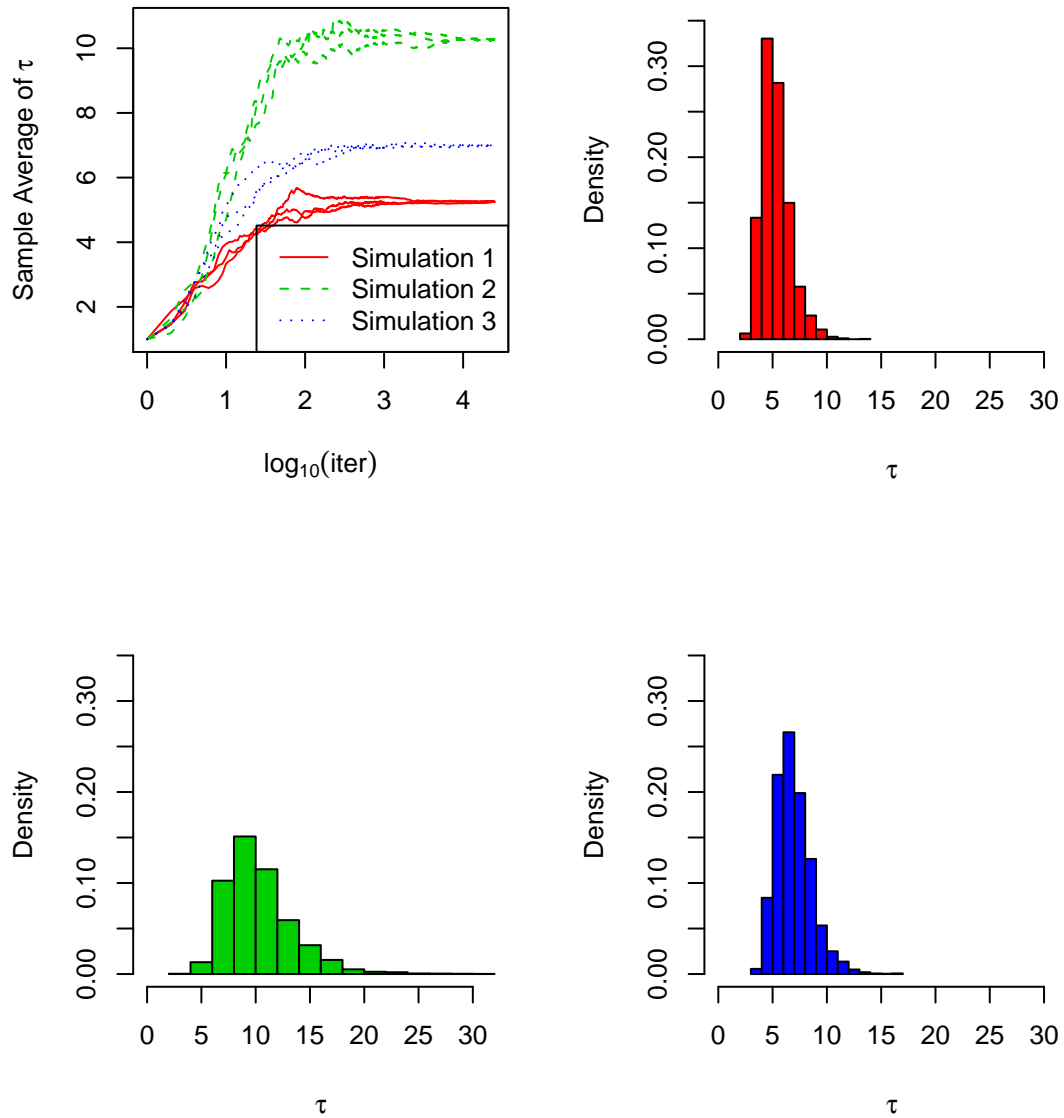 Sample Average of τ
2 4 6 8 10
Simulation 1
Simulation 2
Simulation 3
0 1 2 3 4
log10(iter)
Density
0.00 0.10 0.20 0.30
0 5 10 15 20 25 30
τ
Density
0.00 0.10 0.20 0.30
0 5 10 15 20 25 30
τ
Density
0.00 0.10 0.20 0.30
0 5 10 15 20 25 30
τ